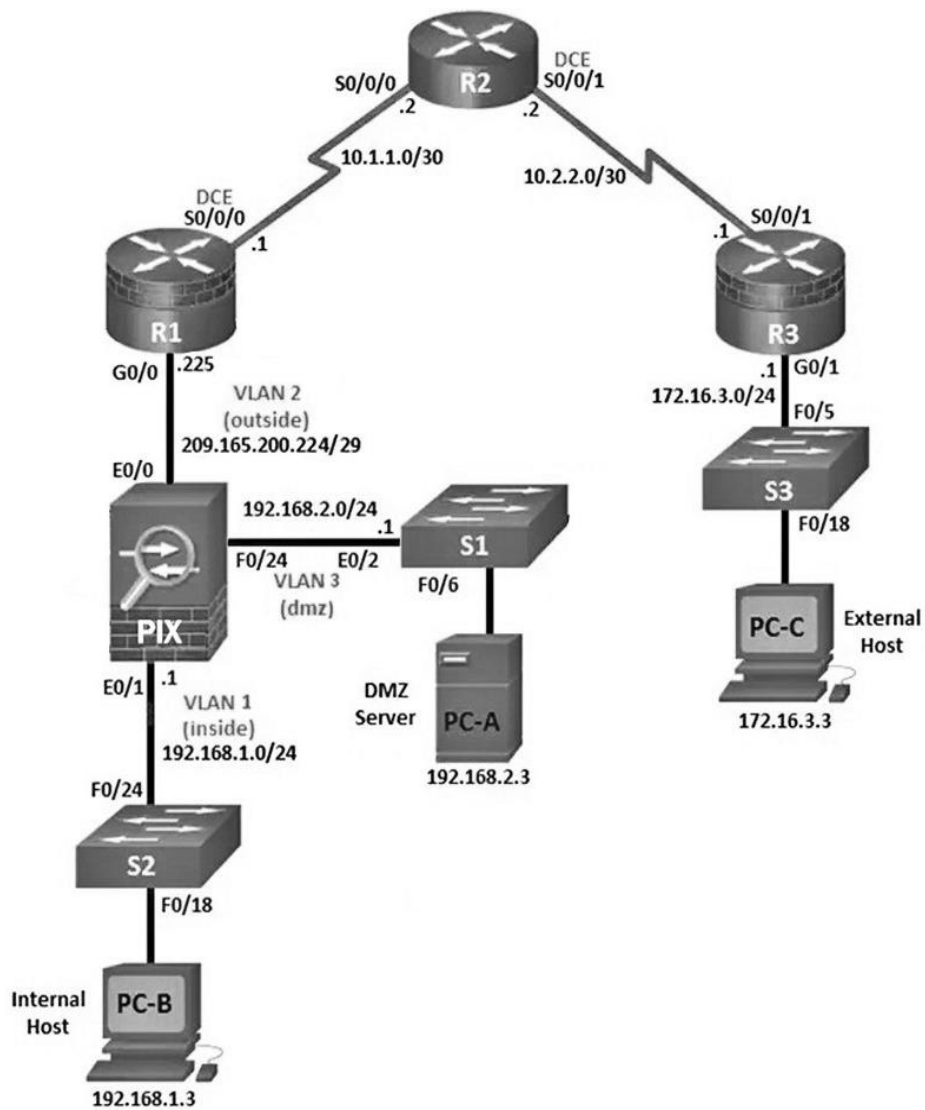 DCE
S0/0/0
R2
S0/0/1
.2
.2
10.1.1.0/30
10.2.2.0/30
DCE
S0/0/0
.1
S0/0/1
.1
R1
R3
G0/0
.225
.1
G0/1
VLAN 2
(outside)
209.165.200.224/29
172.16.3.0/24
F0/5
S3
F0/18
E0/0
192.168.2.0/24
.1
S1
F0/24
E0/2
VLAN 3
(dmz)
F0/6
PIX
PC-C
External
Host
172.16.3.3
E0/1
.1
VLAN 1
(inside)
192.168.1.0/24
DMZ
Server
PC-A
192.168.2.3
F0/24
S2
F0/18
Internal
Host
PC-B
192.168.1.3